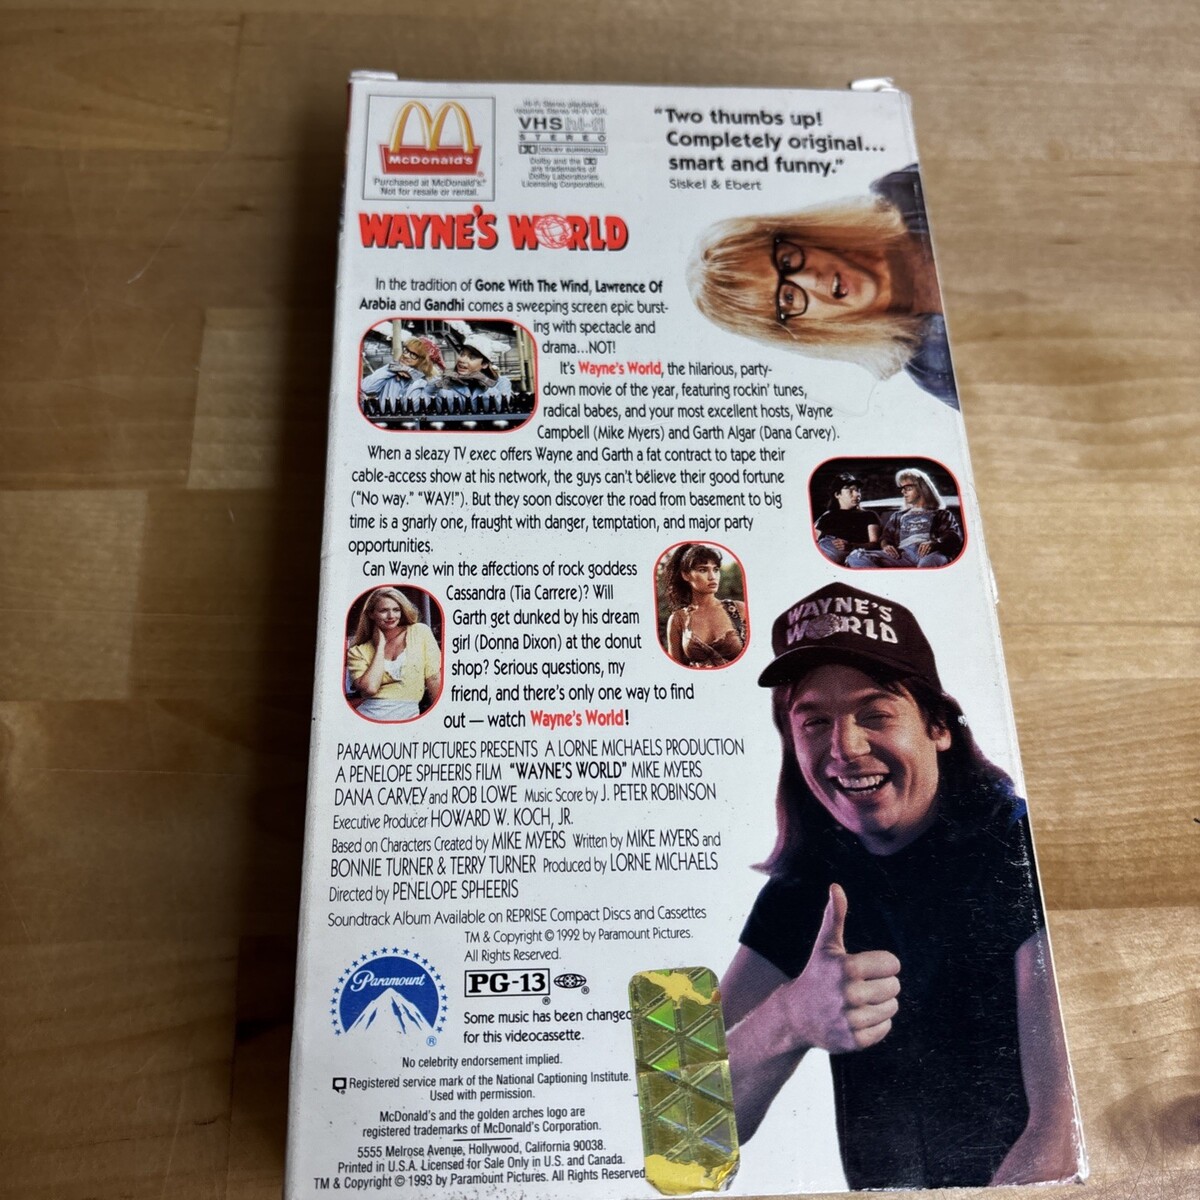 McDonald's
Purchased at McDonald's®
Not for resale or rental.
Hi-Fi Stereo playback
requires Stereo Hi-Fi VCR.
VHS hi-fi
STEREO
DOLBY SURROUND
Dolby and the
are trademarks of
Dolby Laboratories
Licensing Corporation.
"Two thumbs up!
Completely original...
smart and funny."
Siskel & Ebert
WAYNE'S WORLD
In the tradition of Gone With The Wind, Lawrence Of
Arabia and Gandhi comes a sweeping screen epic burst-
ing with spectacle and
drama...NOT!
It's Wayne's World, the hilarious, party-
down movie of the year, featuring rockin' tunes,
radical babes, and your most excellent hosts, Wayne
Campbell (Mike Myers) and Garth Algar (Dana Carvey).
When a sleazy TV exec offers Wayne and Garth a fat contract to tape their
cable-access show at his network, the guys can't believe their good fortune
("No way." "WAY!"). But they soon discover the road from basement to big
time is a gnarly one, fraught with danger, temptation, and major party
opportunities.
Can Wayne win the affections of rock goddess
Cassandra (Tia Carrere)? Will
Garth get dunked by his dream
girl (Donna Dixon) at the donut
shop? Serious questions, my
friend, and there's only one way to find
out — watch Wayne's World!
WAYNE'S
WORLD
PARAMOUNT PICTURES PRESENTS A LORNE MICHAELS PRODUCTION
A PENELOPE SPHEERIS FILM "WAYNE'S WORLD" MIKE MYERS
DANA CARVEY and ROB LOWE Music Score by J. PETER ROBINSON
Executive Producer HOWARD W. KOCH, JR.
Based on Characters Created by MIKE MYERS Written by MIKE MYERS and
BONNIE TURNER & TERRY TURNER Produced by LORNE MICHAELS
Directed by PENELOPE SPHEERIS
Soundtrack Album Available on REPRISE Compact Discs and Cassettes
TM & Copyright © 1992 by Paramount Pictures.
All Rights Reserved.
Paramount
®
PG-13 ®
®
Some music has been changed
for this videocassette.
No celebrity endorsement implied.
Registered service mark of the National Captioning Institute.
Used with permission.
McDonald's and the golden arches logo are
registered trademarks of McDonald's Corporation.
5555 Melrose Avenue, Hollywood, California 90038.
Printed in U.S.A. Licensed for Sale Only in U.S. and Canada.
TM & Copyright © 1993 by Paramount Pictures. All Rights Reserved